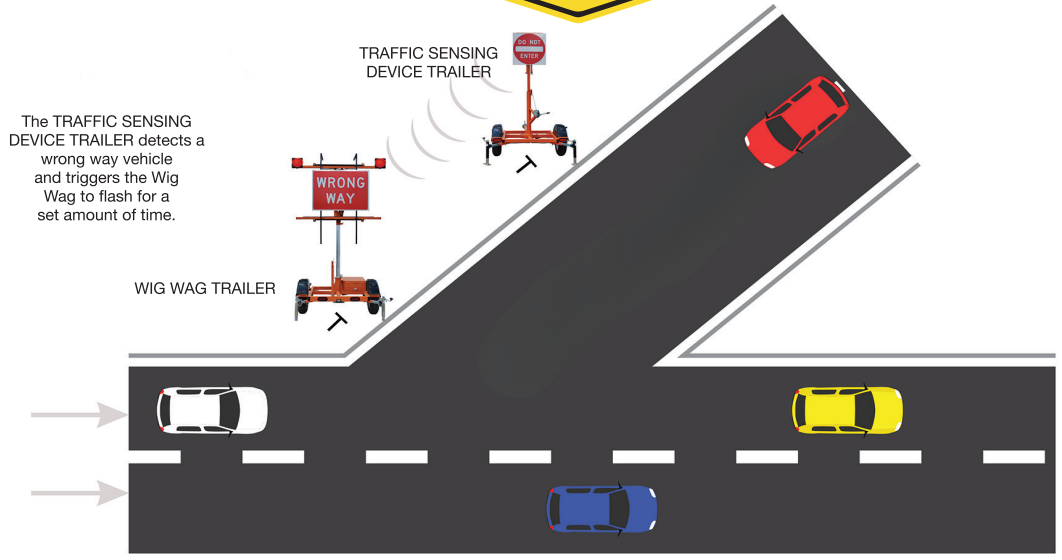 TRAFFIC SENSING
DEVICE TRAILER
DO NOT
ENTER
The TRAFFIC SENSING
DEVICE TRAILER detects a
wrong way vehicle
and triggers the Wig
Wag to flash for a
set amount of time.
WRONG
WAY
WIG WAG TRAILER